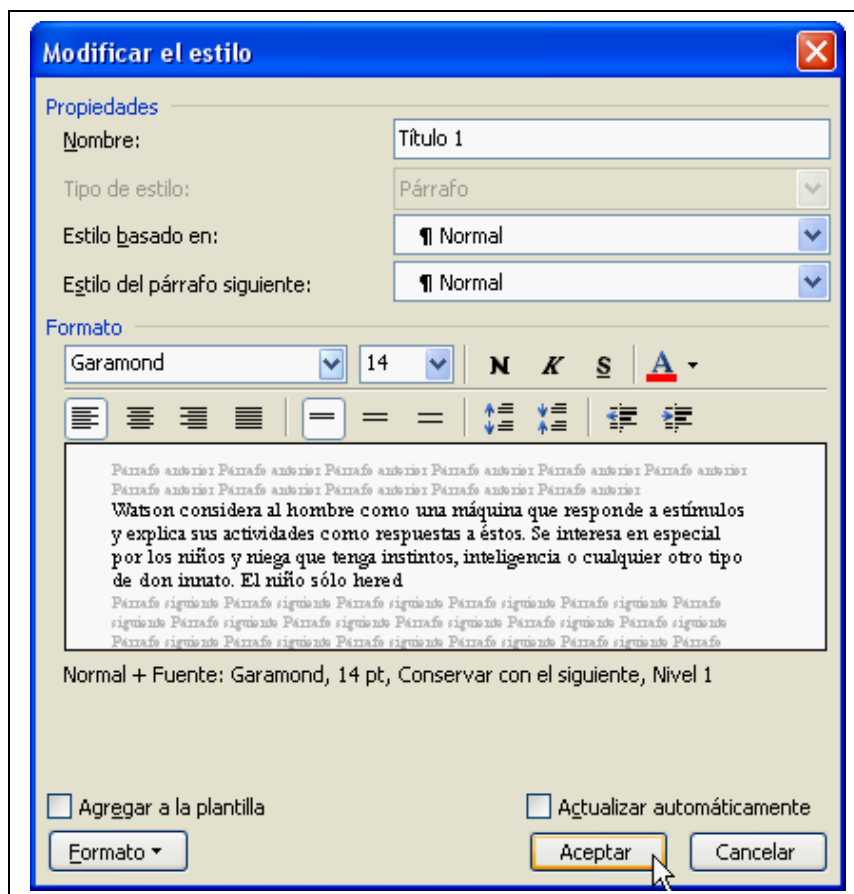 Modificar el estilo
Propiedades
Nombre: Título 1
Tipo de estilo: Párrafo
Estilo basado en: ¶ Normal
Estilo del párrafo siguiente: ¶ Normal
Formato
Garamond 14 N K S A
Párrafo anterior Párrafo anterior Párrafo anterior Párrafo anterior Párrafo anterior Párrafo anterior
Párrafo anterior Párrafo anterior Párrafo anterior Párrafo anterior Párrafo anterior
Watson considera al hombre como una máquina que responde a estímulos
y explica sus actividades como respuestas a éstos. Se interesa en especial
por los niños y niega que tenga instintos, inteligencia o cualquier otro tipo
de don innato. El niño sólo hered
Párrafo siguiente Párrafo siguiente Párrafo siguiente Párrafo siguiente Párrafo siguiente Párrafo
siguiente Párrafo siguiente Párrafo siguiente Párrafo siguiente Párrafo siguiente Párrafo siguiente
Párrafo siguiente Párrafo siguiente Párrafo siguiente Párrafo siguiente Párrafo siguiente Párrafo
Normal + Fuente: Garamond, 14 pt, Conservar con el siguiente, Nivel 1
Agregar a la plantilla Actualizar automáticamente
Formato Aceptar Cancelar